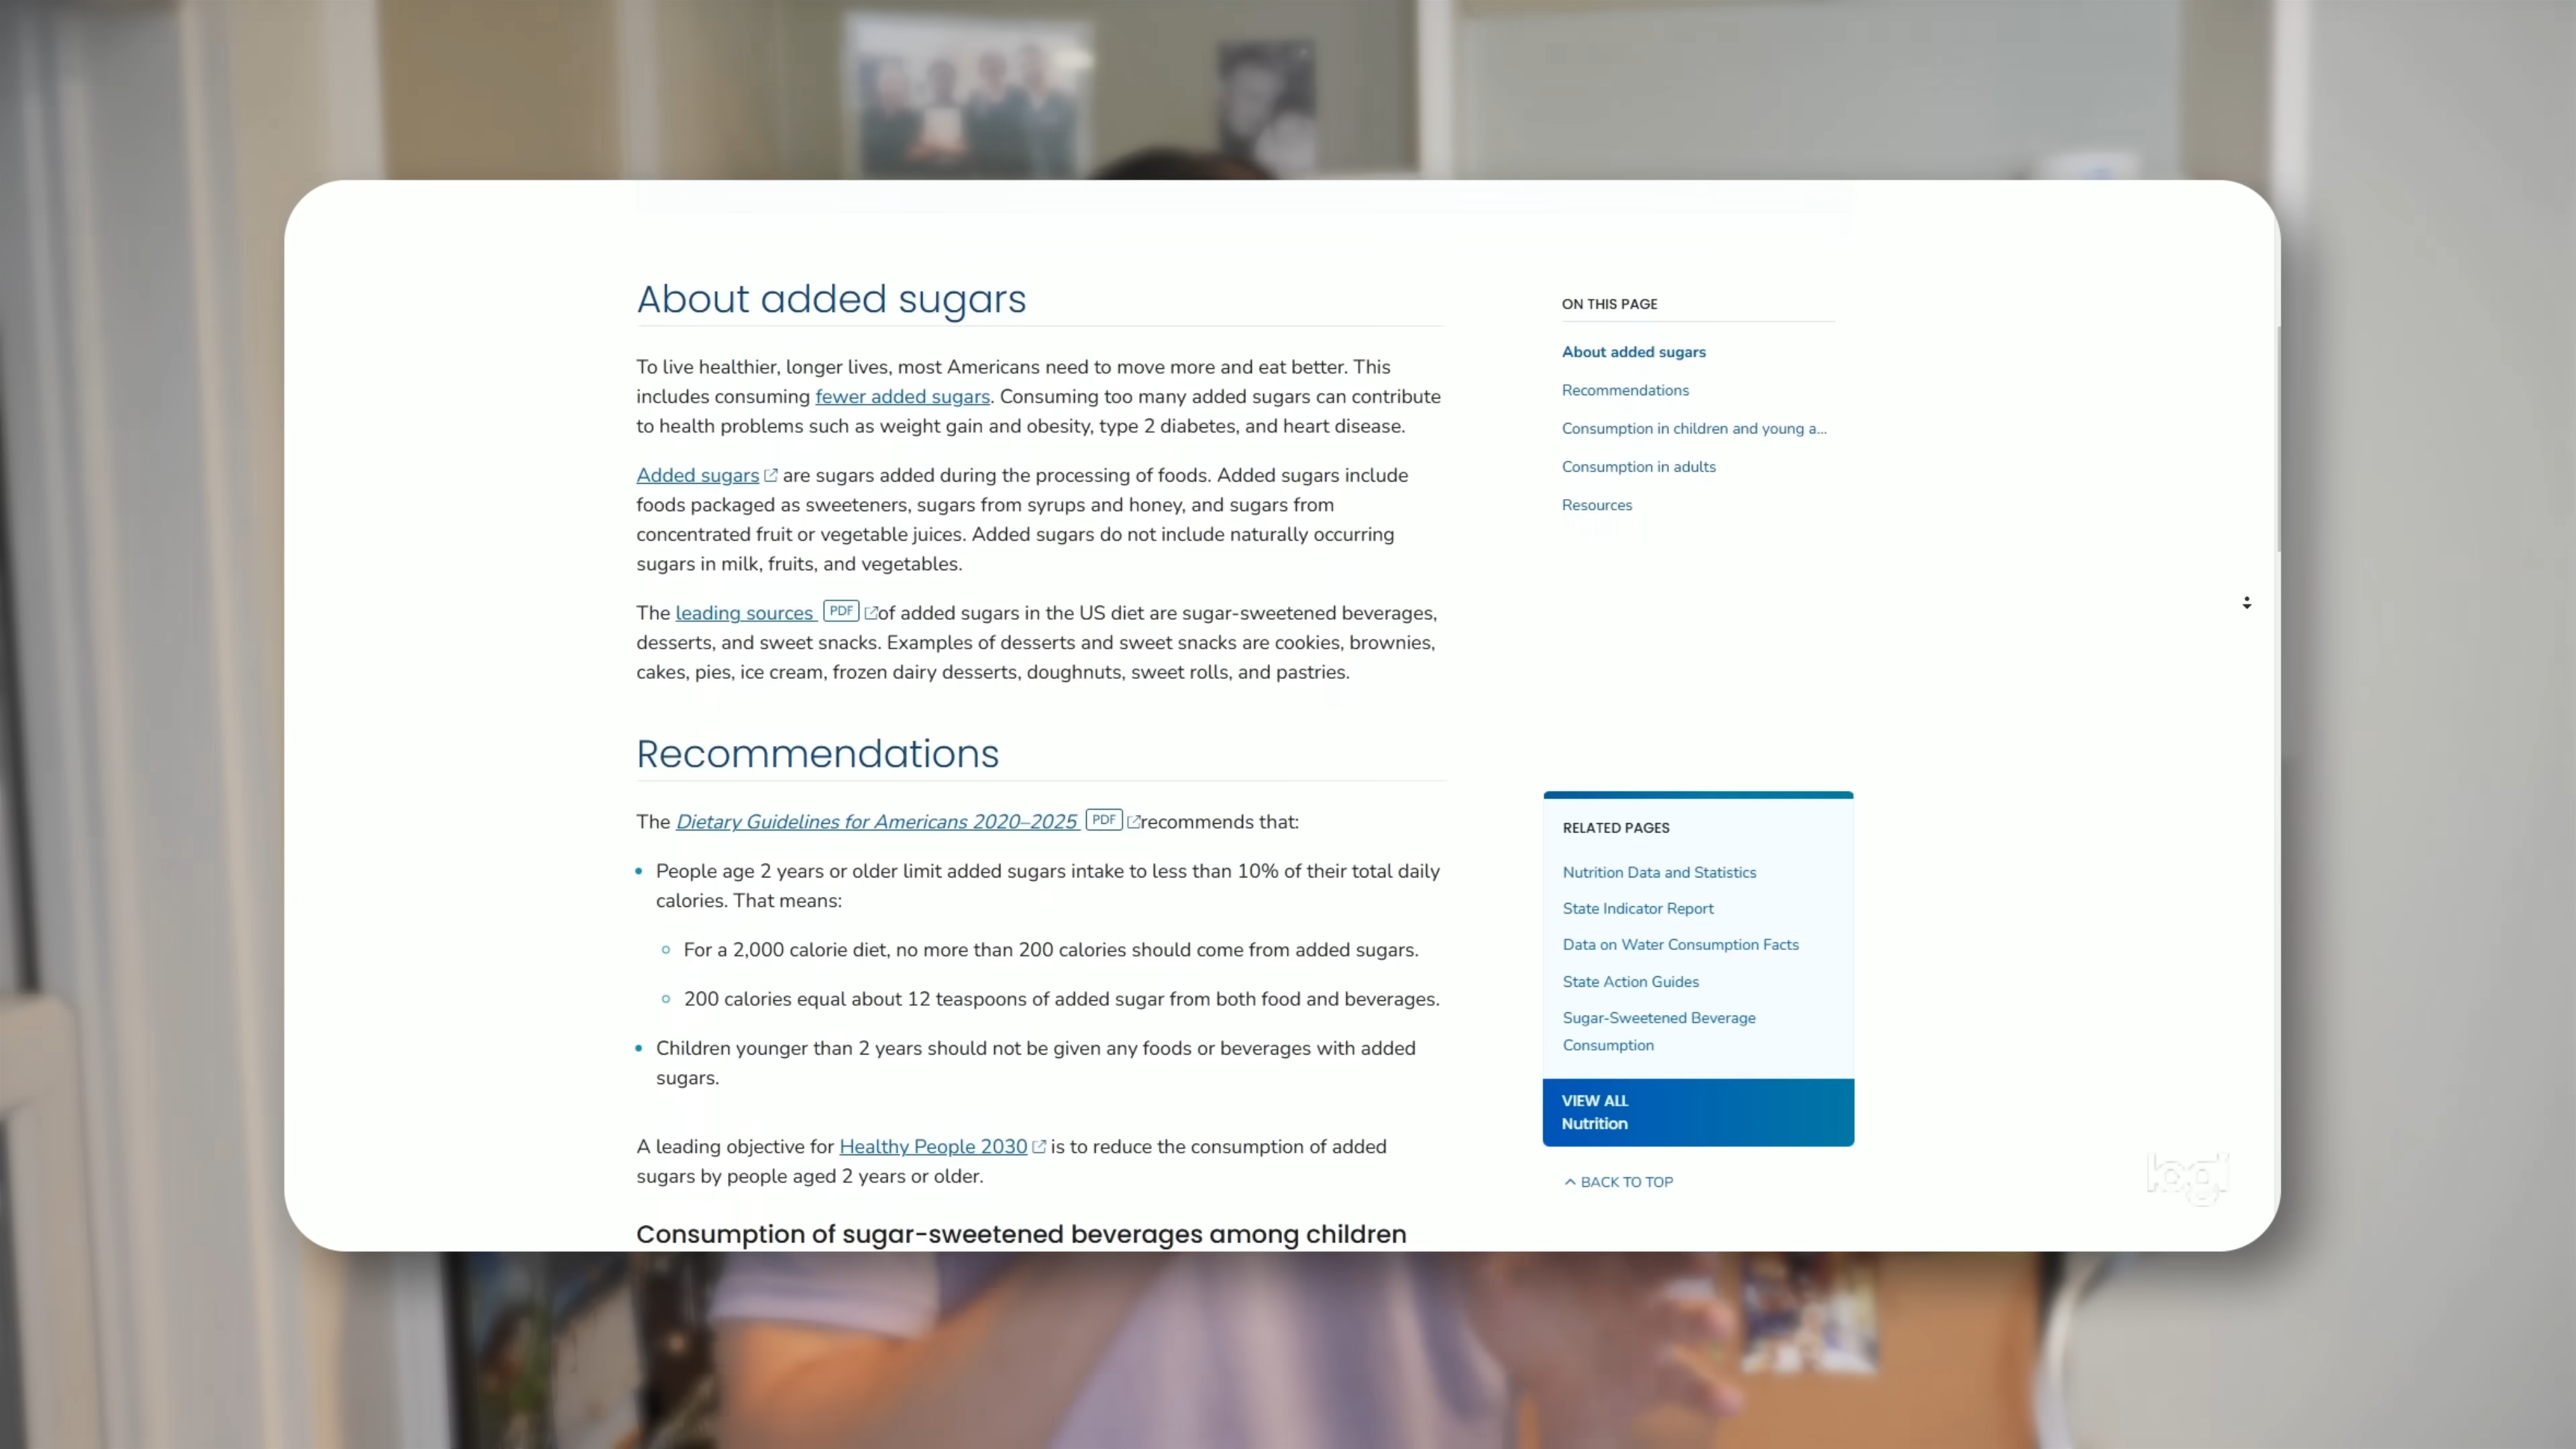 About added sugars
To live healthier, longer lives, most Americans need to move more and eat better. This
includes consuming fewer added sugars. Consuming too many added sugars can contribute
to health problems such as weight gain and obesity, type 2 diabetes, and heart disease.
Added sugars are sugars added during the processing of foods. Added sugars include
foods packaged as sweeteners, sugars from syrups and honey, and sugars from
concentrated fruit or vegetable juices. Added sugars do not include naturally occurring
sugars in milk, fruits, and vegetables.
The leading sources PDF of added sugars in the US diet are sugar-sweetened beverages,
desserts, and sweet snacks. Examples of desserts and sweet snacks are cookies, brownies,
cakes, pies, ice cream, frozen dairy desserts, doughnuts, sweet rolls, and pastries.
Recommendations
The Dietary Guidelines for Americans 2020–2025 PDF recommends that:
People age 2 years or older limit added sugars intake to less than 10% of their total daily
calories. That means:
For a 2,000 calorie diet, no more than 200 calories should come from added sugars.
200 calories equal about 12 teaspoons of added sugar from both food and beverages.
Children younger than 2 years should not be given any foods or beverages with added
sugars.
A leading objective for Healthy People 2030 is to reduce the consumption of added
sugars by people aged 2 years or older.
Consumption of sugar-sweetened beverages among children
ON THIS PAGE
About added sugars
Recommendations
Consumption in children and young a...
Consumption in adults
Resources
RELATED PAGES
Nutrition Data and Statistics
State Indicator Report
Data on Water Consumption Facts
State Action Guides
Sugar-Sweetened Beverage
Consumption
VIEW ALL
Nutrition
BACK TO TOP
logi